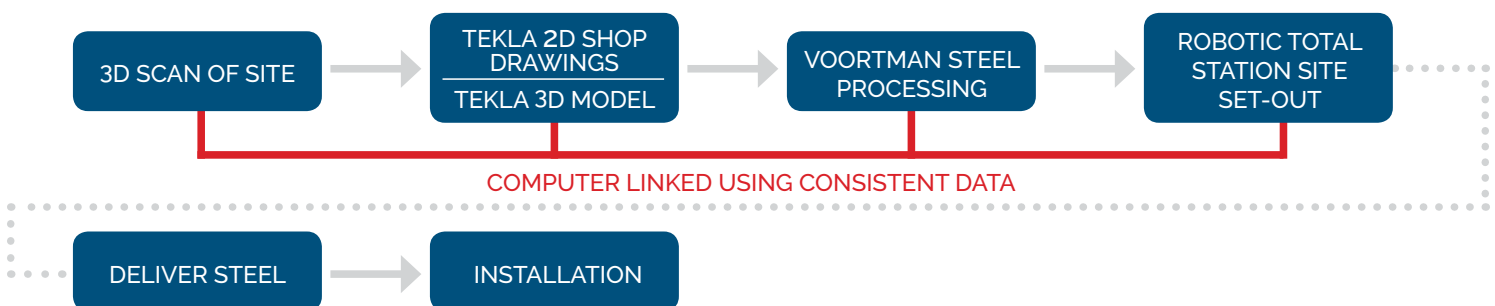 3D SCAN OF SITE
TEKLA 2D SHOP
DRAWINGS
TEKLA 3D MODEL
VOORTMAN STEEL
PROCESSING
ROBOTIC TOTAL
STATION SITE
SET-OUT
COMPUTER LINKED USING CONSISTENT DATA
DELIVER STEEL
INSTALLATION